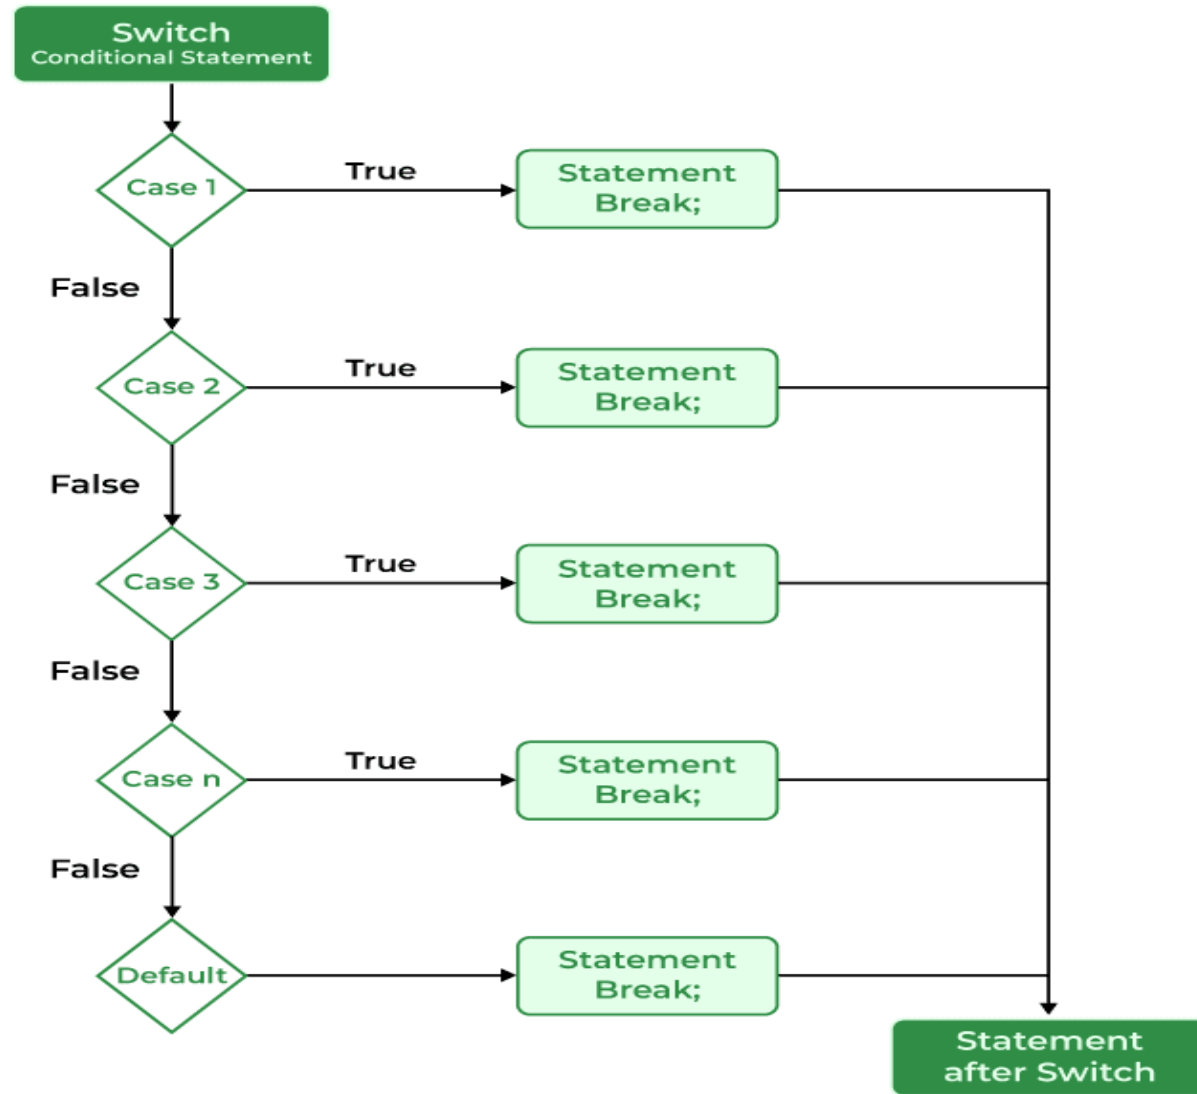 Switch
Conditional Statement
Case 1
True
Statement
Break;
False
Case 2
True
Statement
Break;
False
Case 3
True
Statement
Break;
False
Case n
True
Statement
Break;
False
Default
Statement
Break;
Statement
after Switch